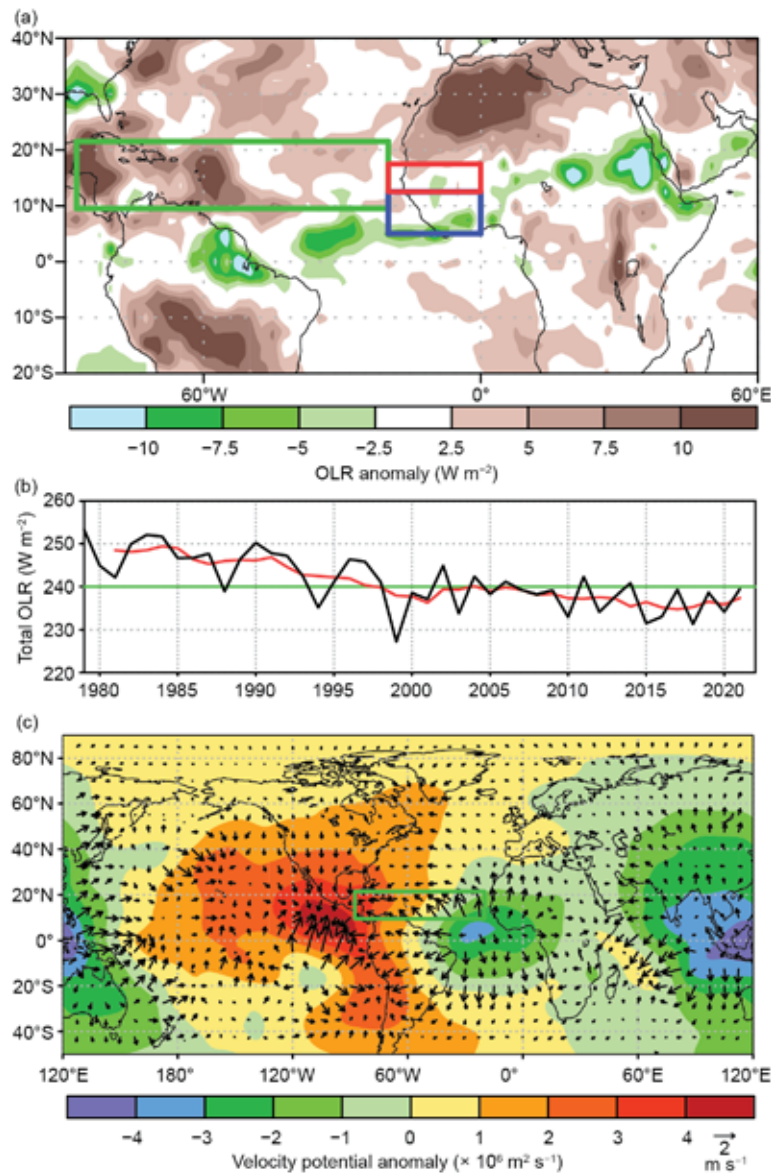 (a)
40°N
30°N
20°N
10°N
0°
10°S
20°S
60°W 0° 60°E
−10 −7.5 −5 −2.5 2.5 5 7.5 10
OLR anomaly (W m⁻²)
(b)
260
250
240
230
220
Total OLR (W m⁻²)
1980 1985 1990 1995 2000 2005 2010 2015 2020
(c)
80°N
60°N
40°N
20°N
0°
20°S
40°S
120°E 180° 120°W 60°W 0° 60°E 120°E
−4 −3 −2 −1 0 1 2 3 4 2
Velocity potential anomaly (× 10⁶ m² s⁻¹) m s⁻¹